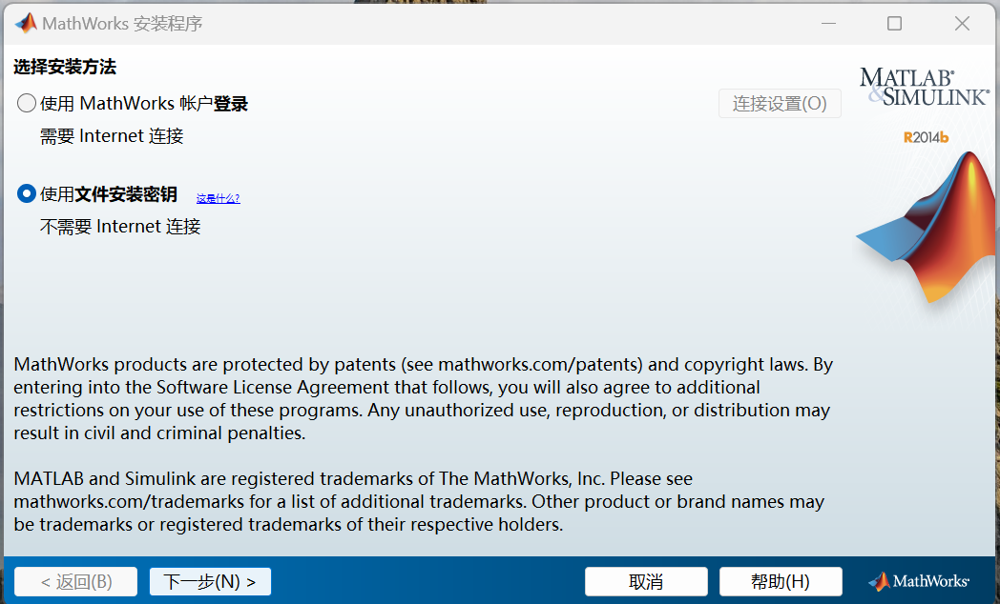 MathWorks 安装程序
选择安装方法
使用 MathWorks 帐户登录
连接设置(O)
需要 Internet 连接
使用文件安装密钥 这是什么?
不需要 Internet 连接
MATLAB®
&SIMULINK®
R2014b
MathWorks products are protected by patents (see mathworks.com/patents) and copyright laws. By
entering into the Software License Agreement that follows, you will also agree to additional
restrictions on your use of these programs. Any unauthorized use, reproduction, or distribution may
result in civil and criminal penalties.
MATLAB and Simulink are registered trademarks of The MathWorks, Inc. Please see
mathworks.com/trademarks for a list of additional trademarks. Other product or brand names may
be trademarks or registered trademarks of their respective holders.
< 返回(B) 下一步(N) > 取消 帮助(H) MathWorks®